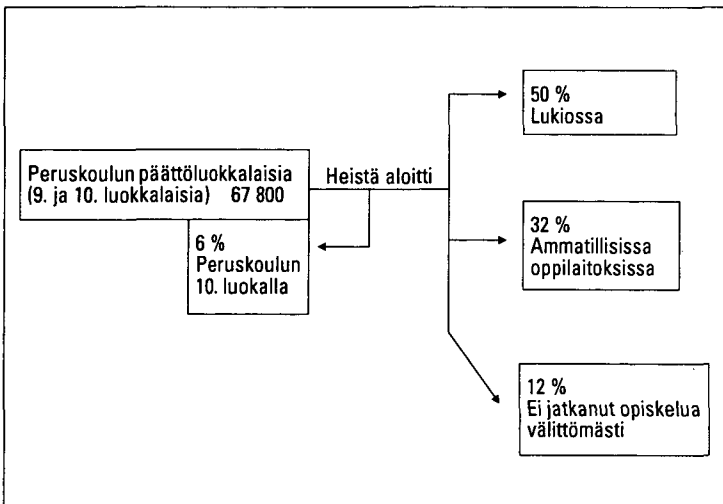 50 %
Lukiossa
Peruskoulun päättöluokkalaisia
(9. ja 10. luokkalaisia) 67 800
Heistä aloitti
6 %
Peruskoulun
10. luokalla
32 %
Ammatillisissa
oppilaitoksissa
12 %
Ei jatkanut opiskelua
välittömästi